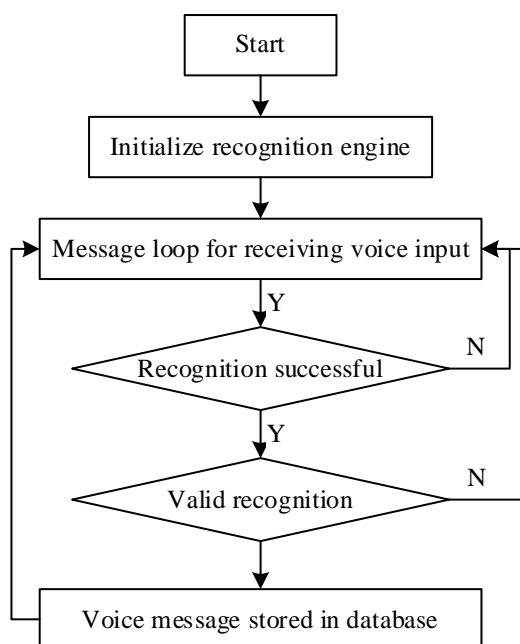 Start
Initialize recognition engine
Message loop for receiving voice input
Y
Recognition successful
N
Y
Valid recognition
N
Voice message stored in database